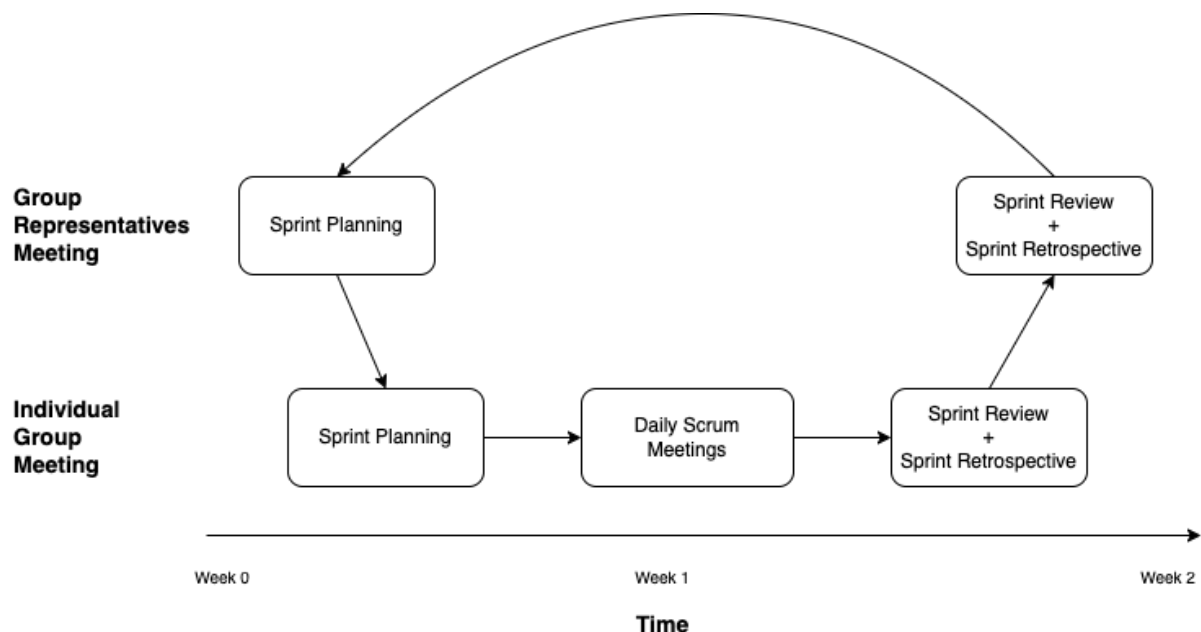 Group
Representatives
Meeting
Sprint Planning
Sprint Review
+
Sprint Retrospective
Individual
Group
Meeting
Sprint Planning
Daily Scrum
Meetings
Sprint Review
+
Sprint Retrospective
Week 0
Week 1
Week 2
Time